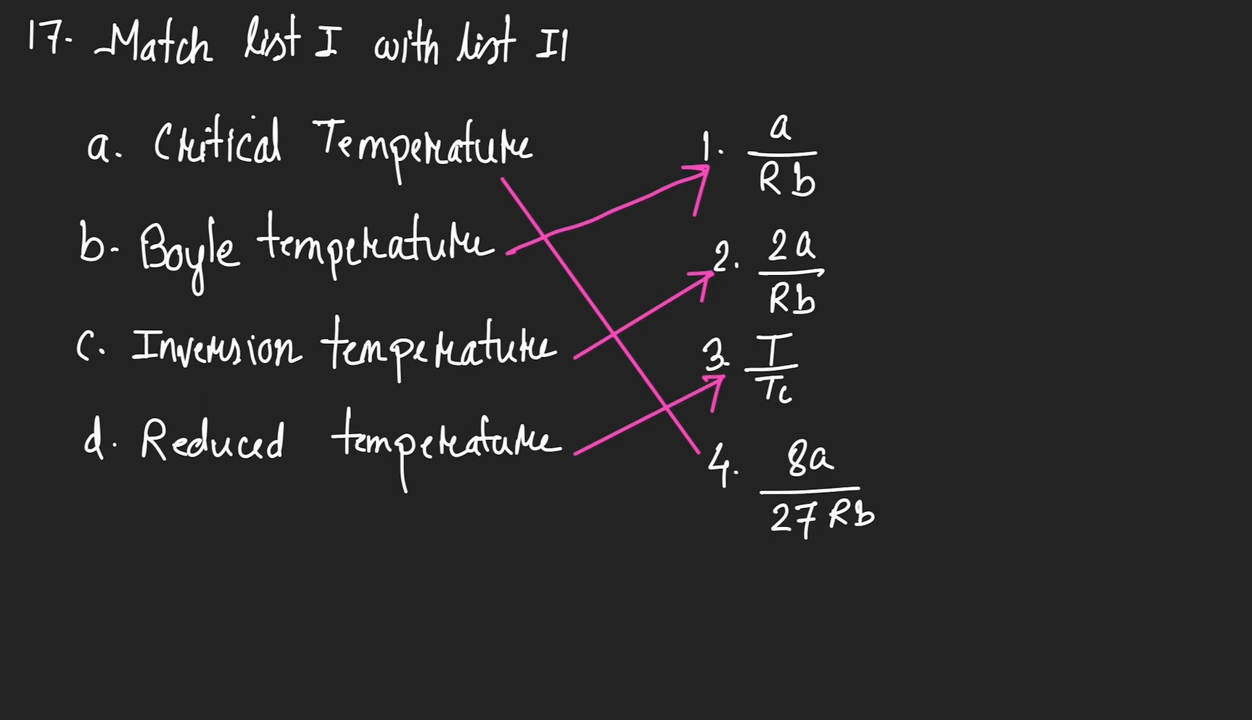 17. Match list I with list II
a. Critical Temperature
1. a/Rb
b. Boyle temperature
2. 2a/Rb
c. Inversion temperature
3. T/Tc
d. Reduced temperature
4. 8a/27Rb